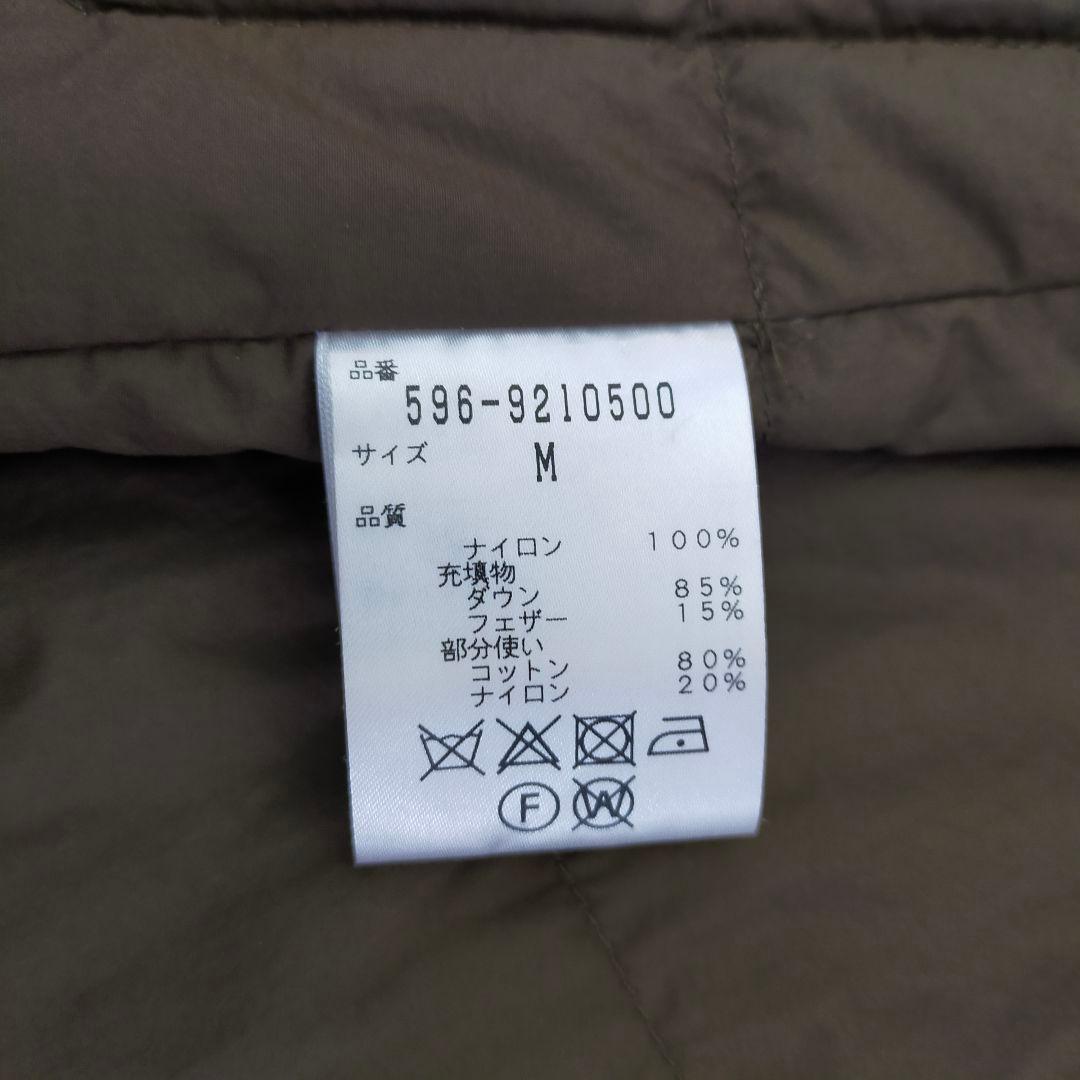 品番
596-9210500
サイズ M
品質
ナイロン 100%
充填物
ダウン 85%
フェザー 15%
部分使い
コットン 80%
ナイロン 20%
F W